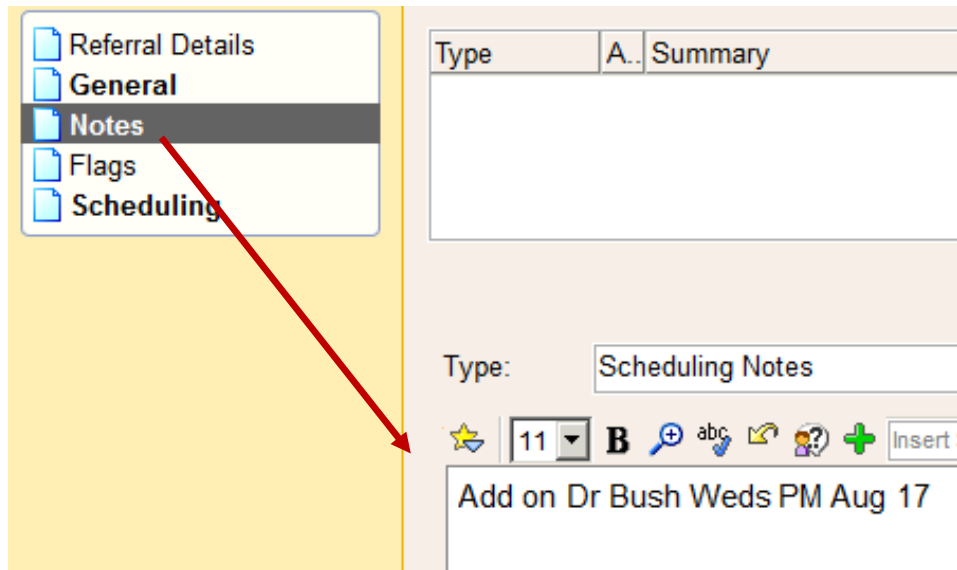 Referral Details
General
Notes
Flags
Scheduling
Type A.. Summary
Type: Scheduling Notes
11 B abc Insert
Add on Dr Bush Weds PM Aug 17